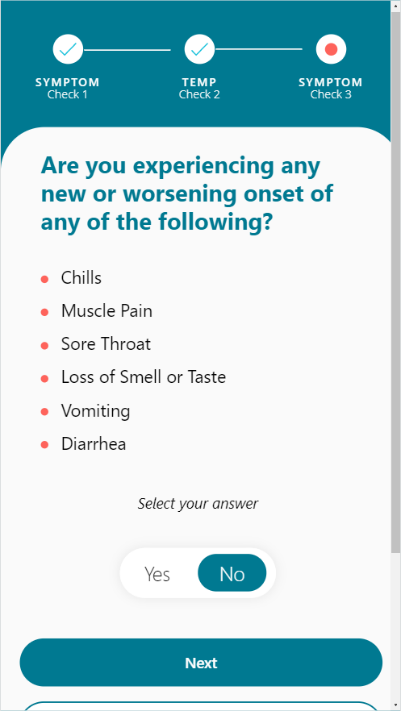 SYMPTOM TEMP SYMPTOM
Check 1 Check 2 Check 3
Are you experiencing any
new or worsening onset of
any of the following?
Chills
Muscle Pain
Sore Throat
Loss of Smell or Taste
Vomiting
Diarrhea
Select your answer
Yes No
Next